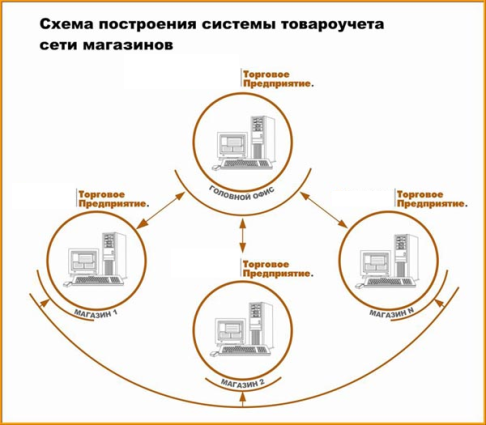 Схема построения системы товароучета
сети магазинов
Торговое
Предприятие.
ГОЛОВНОЙ ОФИС
Торговое
Предприятие.
МАГАЗИН 1
Торговое
Предприятие.
МАГАЗИН 2
Торговое
Предприятие.
МАГАЗИН N